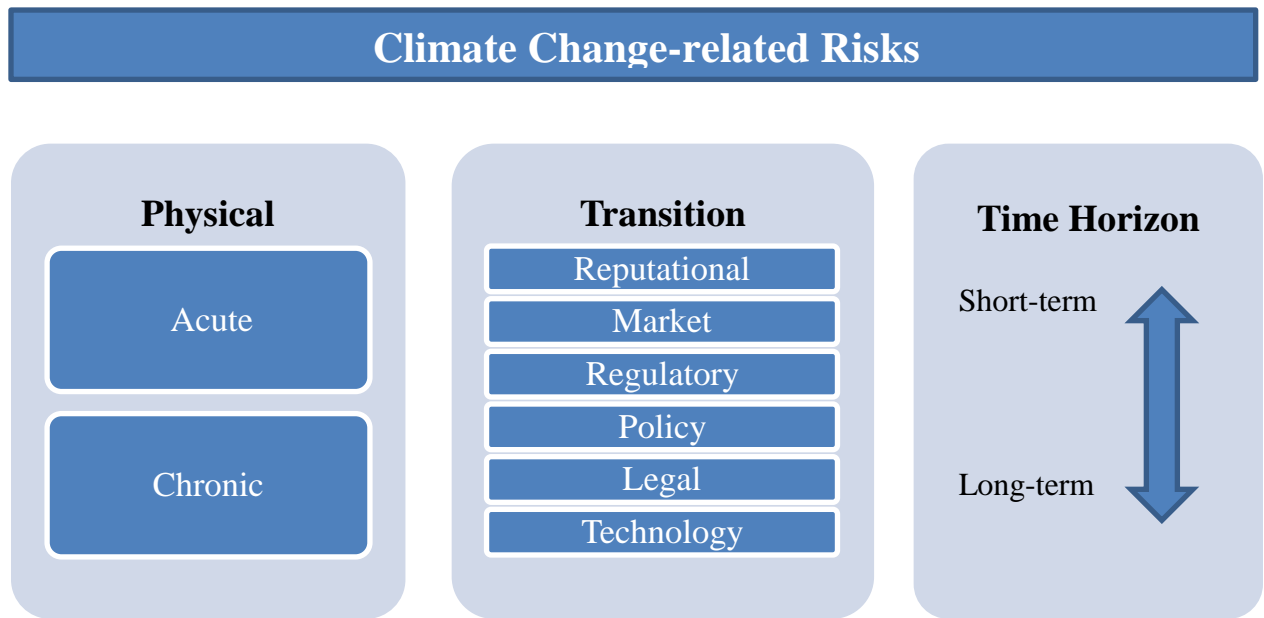 Climate Change-related Risks
Physical
Acute
Chronic
Transition
Reputational
Market
Regulatory
Policy
Legal
Technology
Time Horizon
Short-term
Long-term